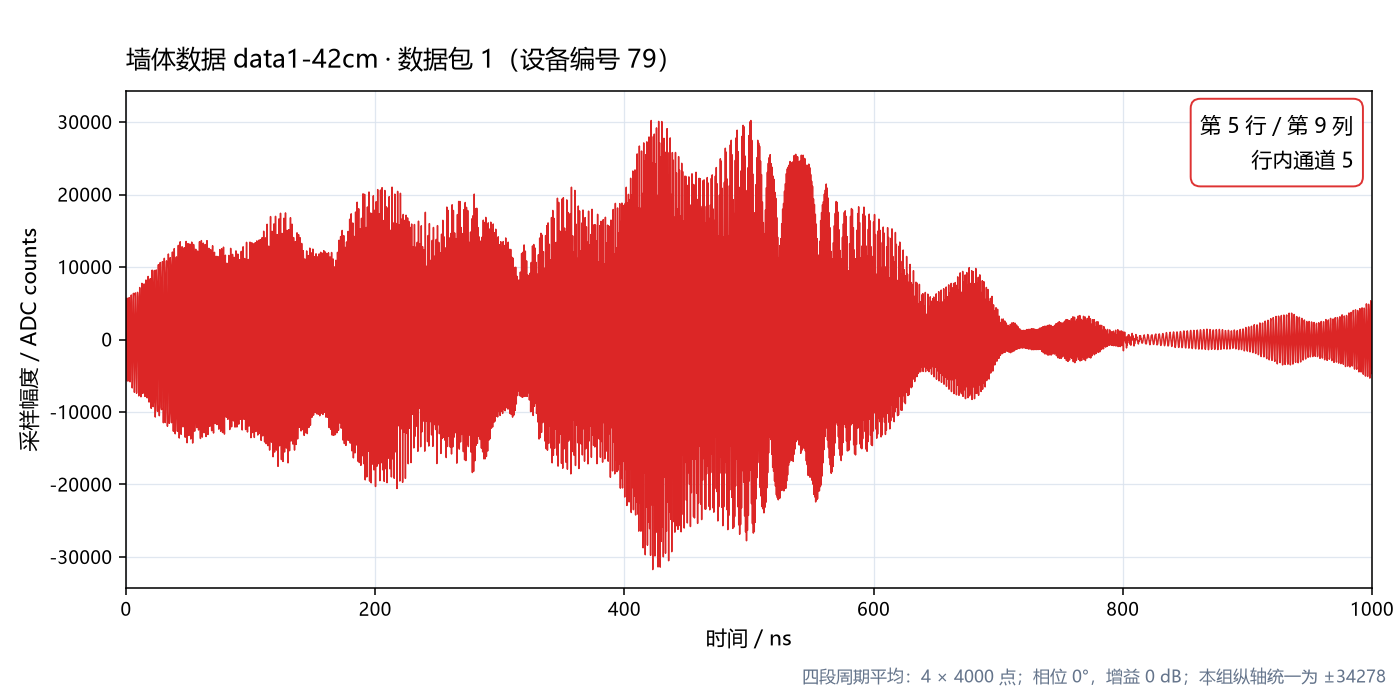 墙体数据 data1-42cm · 数据包 1（设备编号 79）
第 5 行 / 第 9 列
行内通道 5
采样幅度 / ADC counts
30000
20000
10000
0
-10000
-20000
-30000
0 200 400 600 800 1000
时间 / ns
四段周期平均：4 × 4000 点；相位 0°，增益 0 dB；本组纵轴统一为 ±34278